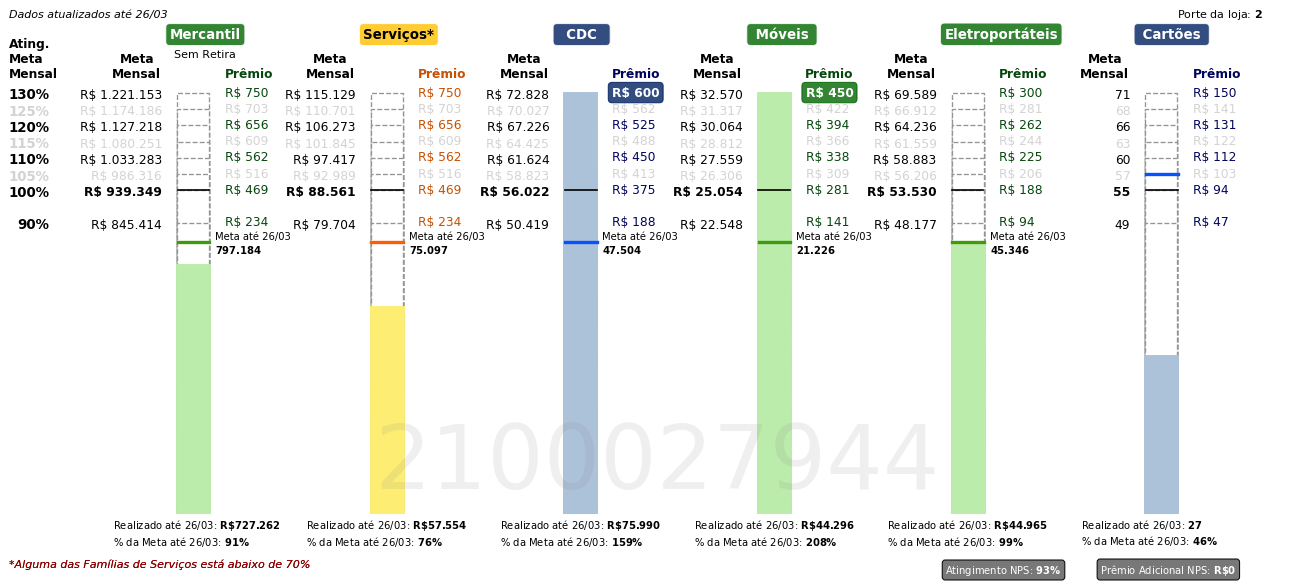 Dados atualizados até 26/03
Porte da loja: 2
Mercantil Serviços* CDC Móveis Eletroportáteis Cartões
Sem Retira
Ating. Meta Mensal
Meta Mensal Prêmio Meta Mensal Prêmio Meta Mensal Prêmio Meta Mensal Prêmio Meta Mensal Prêmio Meta Mensal Prêmio
130% R$ 1.221.153 R$ 750 R$ 115.129 R$ 750 R$ 72.828 R$ 600 R$ 32.570 R$ 450 R$ 69.589 R$ 300 71 R$ 150
125% R$ 1.174.186 R$ 703 R$ 110.701 R$ 703 R$ 70.027 R$ 562 R$ 31.317 R$ 422 R$ 66.912 R$ 281 68 R$ 141
120% R$ 1.127.218 R$ 656 R$ 106.273 R$ 656 R$ 67.226 R$ 525 R$ 30.064 R$ 394 R$ 64.236 R$ 262 66 R$ 131
115% R$ 1.080.251 R$ 609 R$ 101.845 R$ 609 R$ 64.425 R$ 488 R$ 28.812 R$ 366 R$ 61.559 R$ 244 63 R$ 122
110% R$ 1.033.283 R$ 562 R$ 97.417 R$ 562 R$ 61.624 R$ 450 R$ 27.559 R$ 338 R$ 58.883 R$ 225 60 R$ 112
105% R$ 986.316 R$ 516 R$ 92.989 R$ 516 R$ 58.823 R$ 413 R$ 26.306 R$ 309 R$ 56.206 R$ 206 57 R$ 103
100% R$ 939.349 R$ 469 R$ 88.561 R$ 469 R$ 56.022 R$ 375 R$ 25.054 R$ 281 R$ 53.530 R$ 188 55 R$ 94
90% R$ 845.414 R$ 234 R$ 79.704 R$ 234 R$ 50.419 R$ 188 R$ 22.548 R$ 141 R$ 48.177 R$ 94 49 R$ 47
Meta até 26/03 Meta até 26/03 Meta até 26/03 Meta até 26/03 Meta até 26/03
797.184 75.097 47.504 21.226 45.346
2100027944
Realizado até 26/03: R$727.262 Realizado até 26/03: R$57.554 Realizado até 26/03: R$75.990 Realizado até 26/03: R$44.296 Realizado até 26/03: R$44.965 Realizado até 26/03: 27
% da Meta até 26/03: 91% % da Meta até 26/03: 76% % da Meta até 26/03: 159% % da Meta até 26/03: 208% % da Meta até 26/03: 99% % da Meta até 26/03: 46%
*Alguma das Famílias de Serviços está abaixo de 70%
Atingimento NPS: 93% Prêmio Adicional NPS: R$0